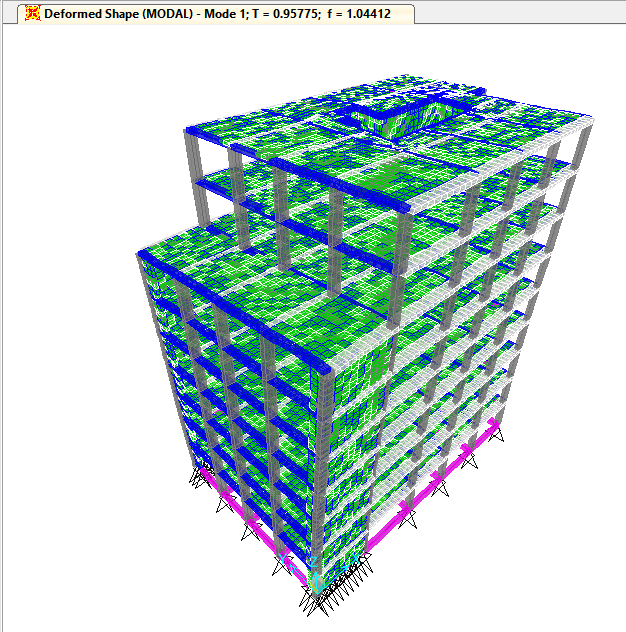 Deformed Shape (MODAL) - Mode 1; T = 0.95775;  f = 1.04412